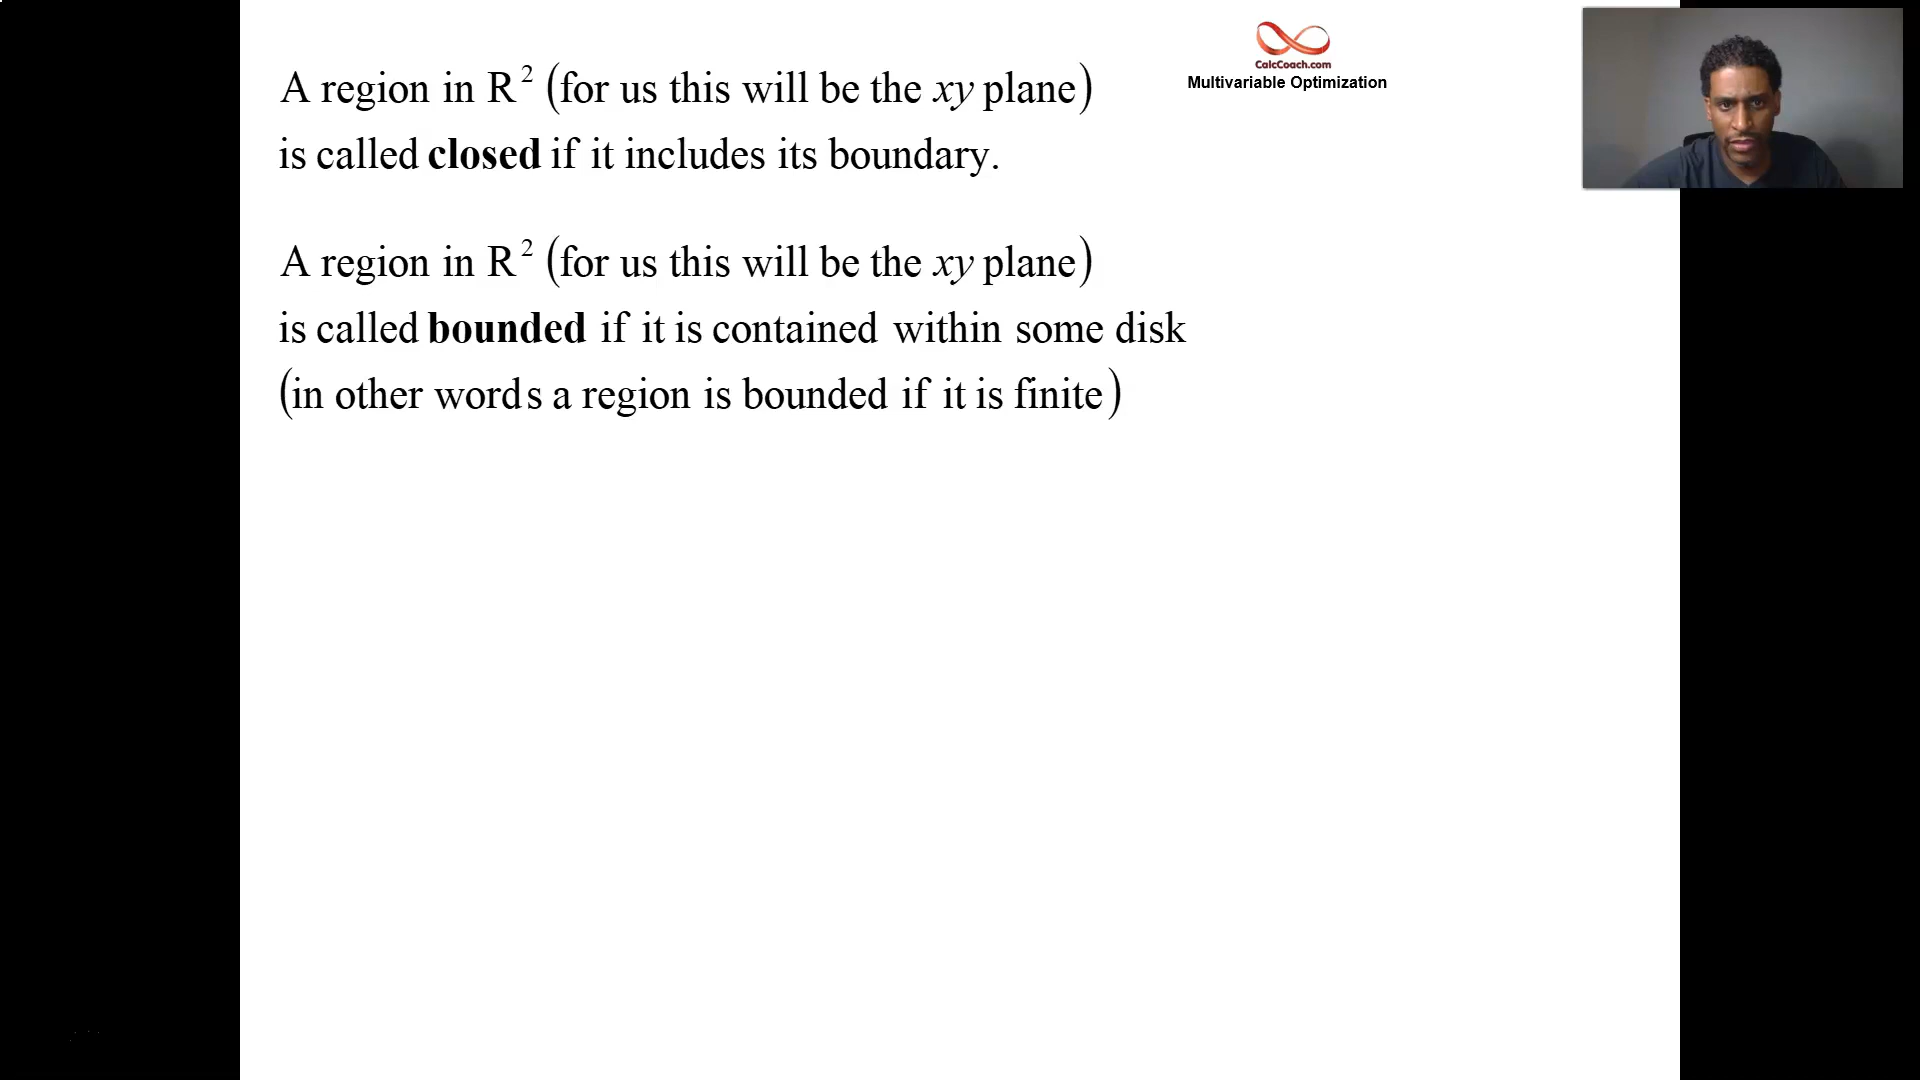 A region in R² (for us this will be the xy plane)
is called closed if it includes its boundary.
A region in R² (for us this will be the xy plane)
is called bounded if it is contained within some disk
(in other words a region is bounded if it is finite)
CalcCoach.com
Multivariable Optimization